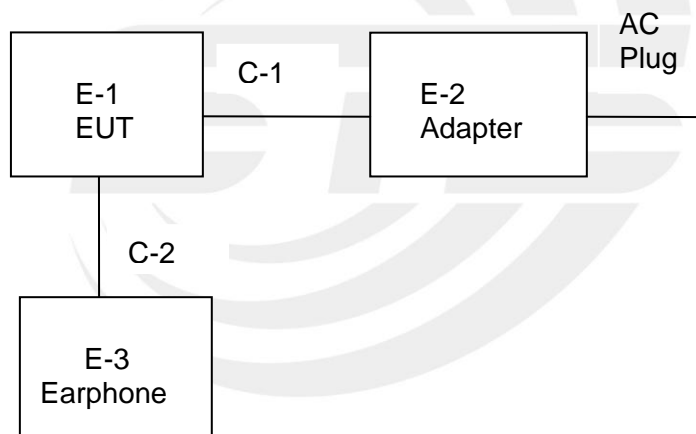 AC
Plug
C-1
E-1
EUT
E-2
Adapter
C-2
E-3
Earphone